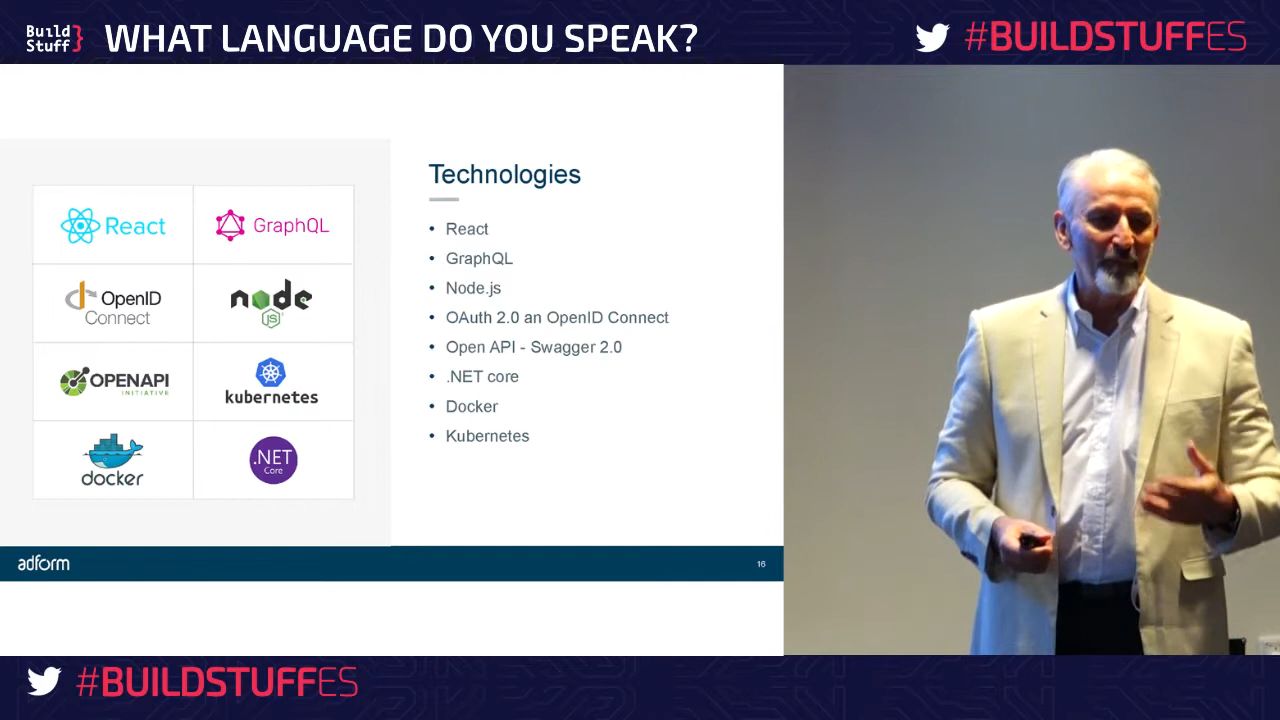 Build
Stuff}
WHAT LANGUAGE DO YOU SPEAK?
#BUILDSTUFFES
React
GraphQL
OpenID
Connect
node
JS
OPENAPI
INITIATIVE
kubernetes
docker
.NET
Core
Technologies
• React
• GraphQL
• Node.js
• OAuth 2.0 an OpenID Connect
• Open API - Swagger 2.0
• .NET core
• Docker
• Kubernetes
adform
16
#BUILDSTUFFES